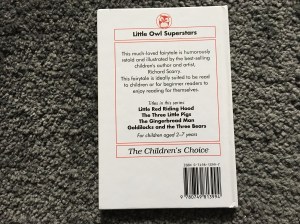 Little Owl Superstars
This much-loved fairytale is humorously
retold and illustrated by the best-selling
children's author and artist,
Richard Scarry.
This fairytale is ideally suited to be read
to children or for beginner readers to
enjoy reading for themselves.
Titles in this series
Little Red Riding Hood
The Three Little Pigs
The Gingerbread Man
Goldilocks and the Three Bears
For children aged 2–7 years
The Children's Choice
9 780749 813994